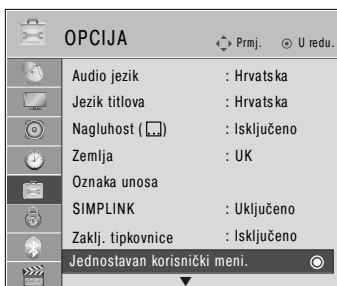 OPCIJA Prmj. U redu.
Audio jezik : Hrvatska
Jezik titlova : Hrvatska
Nagluhost ( ) : Isključeno
Zemlja : UK
Oznaka unosa
SIMPLINK : Uključeno
Zaklj. tipkovnice : Isključeno
Jednostavan korisnički meni.